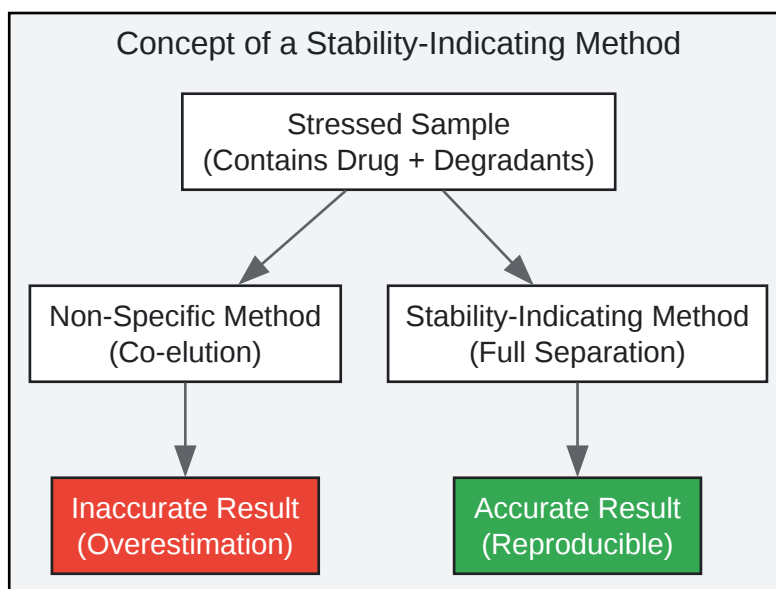 Concept of a Stability-Indicating Method
Stressed Sample
(Contains Drug + Degradants)
Non-Specific Method
(Co-elution)
Stability-Indicating Method
(Full Separation)
Inaccurate Result
(Overestimation)
Accurate Result
(Reproducible)